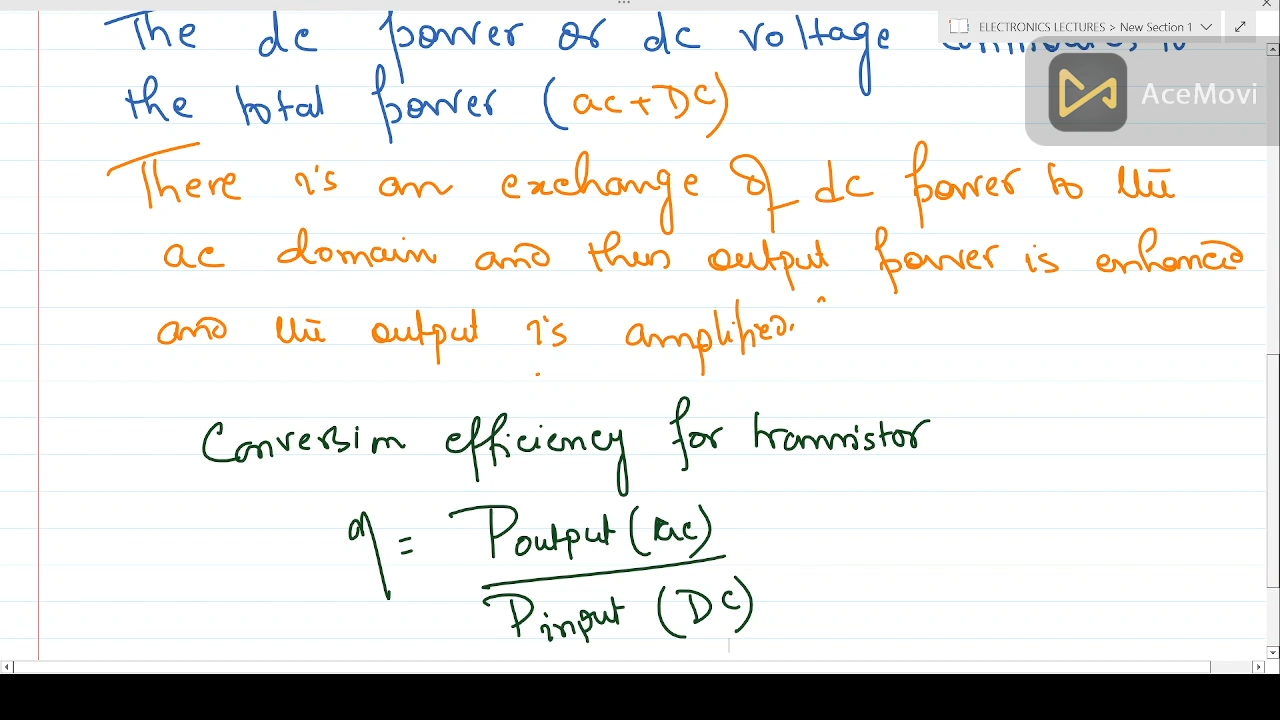 The dc power or dc voltage contributes to
ELECTRONICS LECTURES > New Section 1
AceMovi
the total power (ac + DC)
There is an exchange of dc power to the
ac domain and thus output power is enhanced
and the output is amplified.
Conversion efficiency for transistor
η = Poutput (ac)
Pinput (DC)